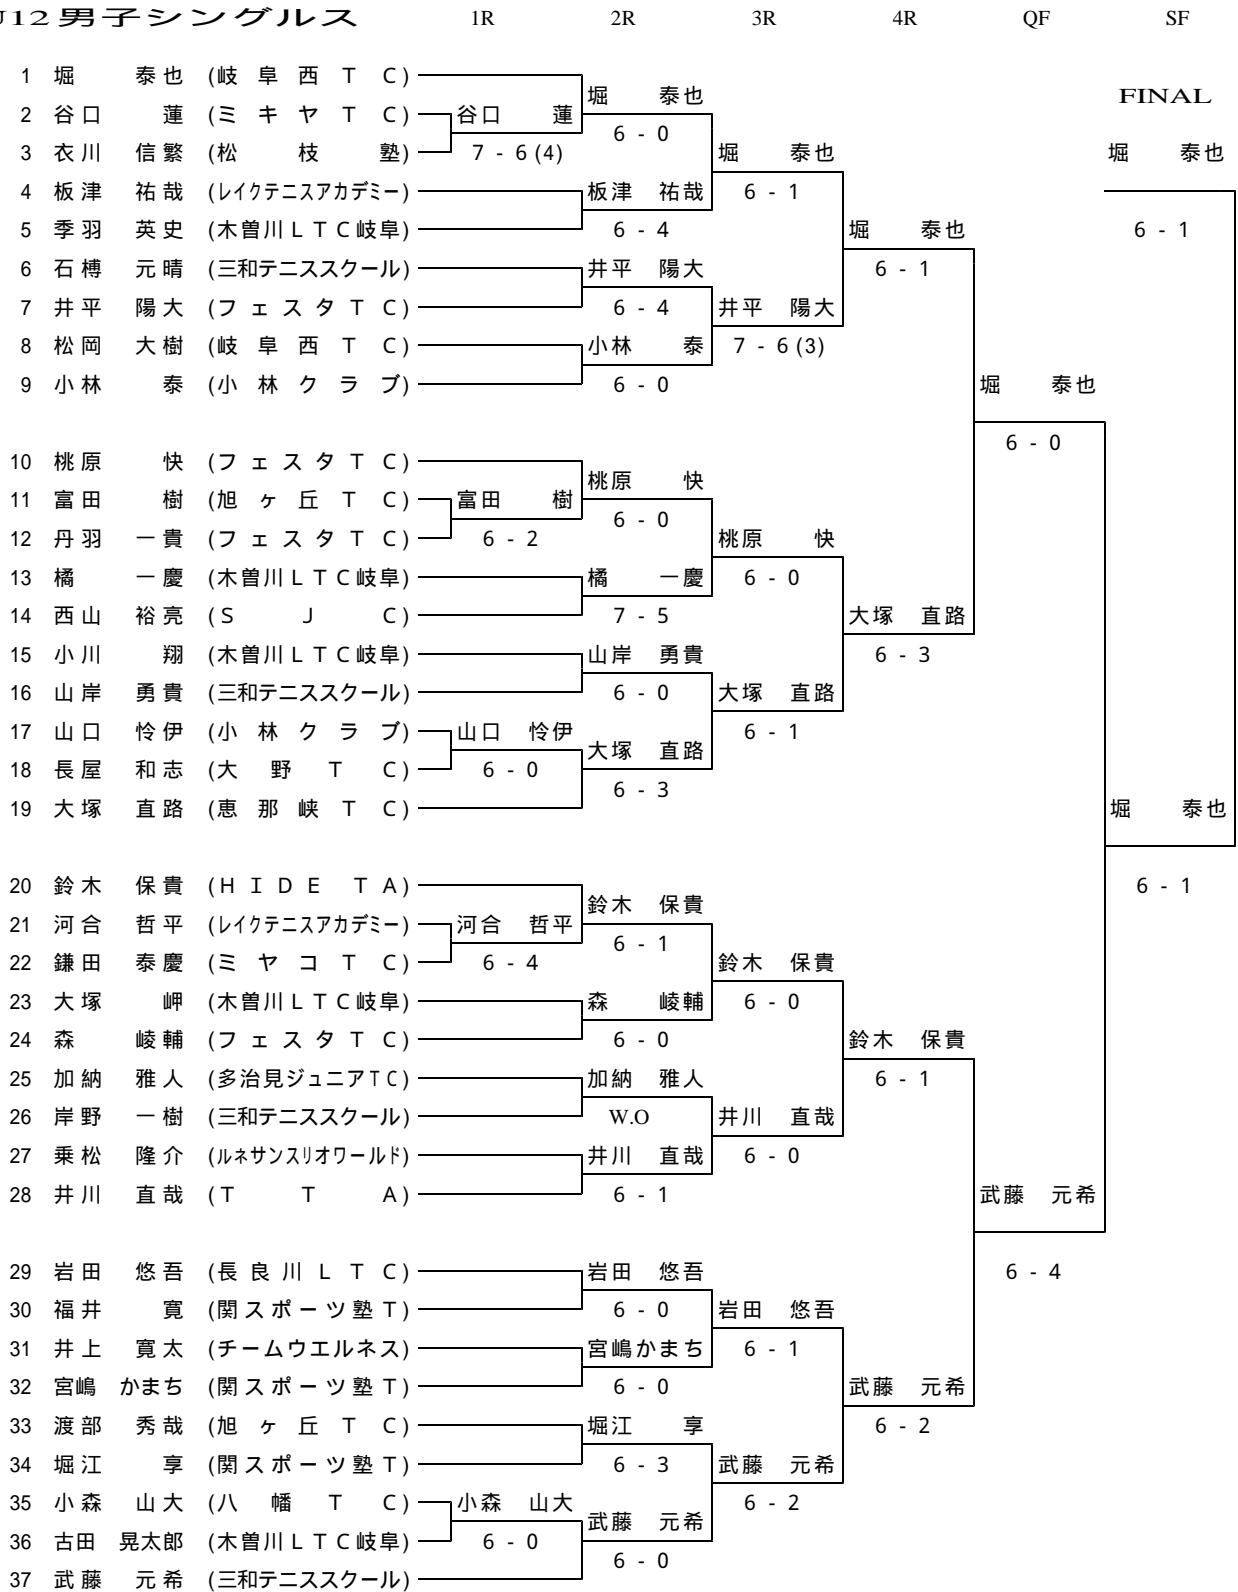 U12男子シングルス 1R 2R 3R 4R QF SF
1 堀 泰也 (岐阜西TC)
堀 泰也 FINAL
2 谷口 蓮 (ミキヤTC) 谷口 蓮
6 - 0
3 衣川 信繁 (松枝塾) 7 - 6(4) 堀 泰也 堀 泰也
4 板津 祐哉 (レイクテニスアカデミー) 板津 祐哉 6 - 1
5 季羽 英史 (木曽川LTC岐阜) 6 - 4 堀 泰也 6 - 1
6 石榑 元晴 (三和テニススクール) 井平 陽大 6 - 1
7 井平 陽大 (フェスタTC) 6 - 4 井平 陽大
8 松岡 大樹 (岐阜西TC) 小林 泰 7 - 6(3)
9 小林 泰 (小林クラブ) 6 - 0 堀 泰也
6 - 0
10 桃原 快 (フェスタTC)
桃原 快
11 富田 樹 (旭ヶ丘TC) 富田 樹
6 - 0
12 丹羽 一貴 (フェスタTC) 6 - 2 桃原 快
13 橘 一慶 (木曽川LTC岐阜) 橘 一慶 6 - 0
14 西山 裕亮 (SJC) 7 - 5 大塚 直路
15 小川 翔 (木曽川LTC岐阜) 山岸 勇貴 6 - 3
16 山岸 勇貴 (三和テニススクール) 6 - 0 大塚 直路
17 山口 怜伊 (小林クラブ) 山口 怜伊 6 - 1
大塚 直路
18 長屋 和志 (大野TC) 6 - 0
6 - 3
19 大塚 直路 (恵那峡TC) 堀 泰也
20 鈴木 保貴 (HIDE TA) 6 - 1
鈴木 保貴
21 河合 哲平 (レイクテニスアカデミー) 河合 哲平
6 - 1
22 鎌田 泰慶 (ミヤコTC) 6 - 4 鈴木 保貴
23 大塚 岬 (木曽川LTC岐阜) 森 崚輔 6 - 0
24 森 崚輔 (フェスタTC) 6 - 0 鈴木 保貴
25 加納 雅人 (多治見ジュニアTC) 加納 雅人 6 - 1
26 岸野 一樹 (三和テニススクール) W.O 井川 直哉
27 乗松 隆介 (ルネサンスリオワールド) 井川 直哉 6 - 0
28 井川 直哉 (TTA) 6 - 1 武藤 元希
29 岩田 悠吾 (長良川LTC) 岩田 悠吾 6 - 4
30 福井 寛 (関スポーツ塾T) 6 - 0 岩田 悠吾
31 井上 寛太 (チームウエルネス) 宮嶋かまち 6 - 1
32 宮嶋 かまち (関スポーツ塾T) 6 - 0 武藤 元希
33 渡部 秀哉 (旭ヶ丘TC) 堀江 享 6 - 2
34 堀江 享 (関スポーツ塾T) 6 - 3 武藤 元希
35 小森 山大 (八幡TC) 小森 山大 6 - 2
武藤 元希
36 古田 晃太郎 (木曽川LTC岐阜) 6 - 0
6 - 0
37 武藤 元希 (三和テニススクール)